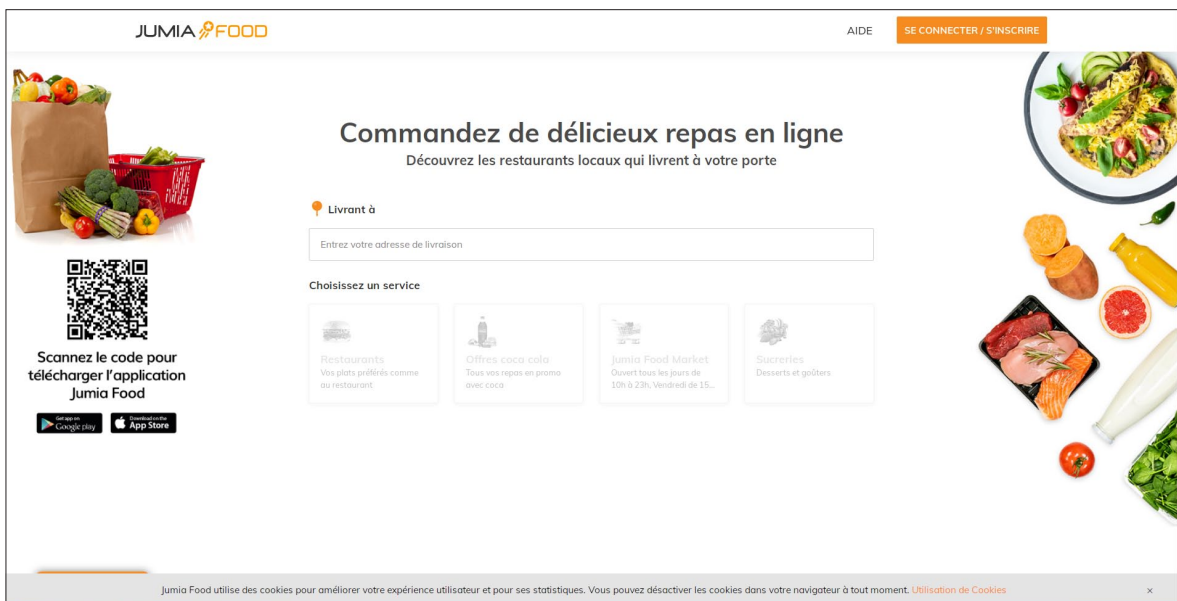 JUMIA FOOD
AIDE
SE CONNECTER / S'INSCRIRE
Commandez de délicieux repas en ligne
Découvrez les restaurants locaux qui livrent à votre porte
Livrant à
Entrez votre adresse de livraison
Choisissez un service
Restaurants
Vos plats préférés comme
au restaurant
Offres coca cola
Tous vos repas en promo
avec coca
Jumia Food Market
Ouvert tous les jours de
10h à 23h, Vendredi de 15...
Sucreries
Desserts et goûters
Scannez le code pour
télécharger l'application
Jumia Food
Get app on
Google play
Download on the
App Store
Jumia Food utilise des cookies pour améliorer votre expérience utilisateur et pour ses statistiques. Vous pouvez désactiver les cookies dans votre navigateur à tout moment. Utilisation de Cookies ×